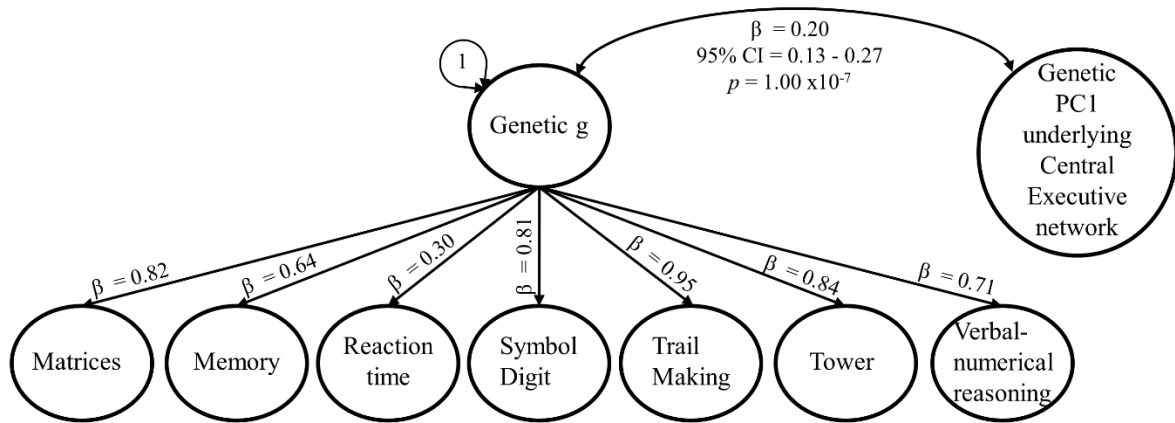 β = 0.20
95% CI = 0.13 - 0.27
p = 1.00 x10⁻⁷
1
Genetic g
Genetic
PC1
underlying
Central
Executive
network
β = 0.82
β = 0.64
β = 0.30
β = 0.81
β = 0.95
β = 0.84
β = 0.71
Matrices
Memory
Reaction
time
Symbol
Digit
Trail
Making
Tower
Verbal-
numerical
reasoning